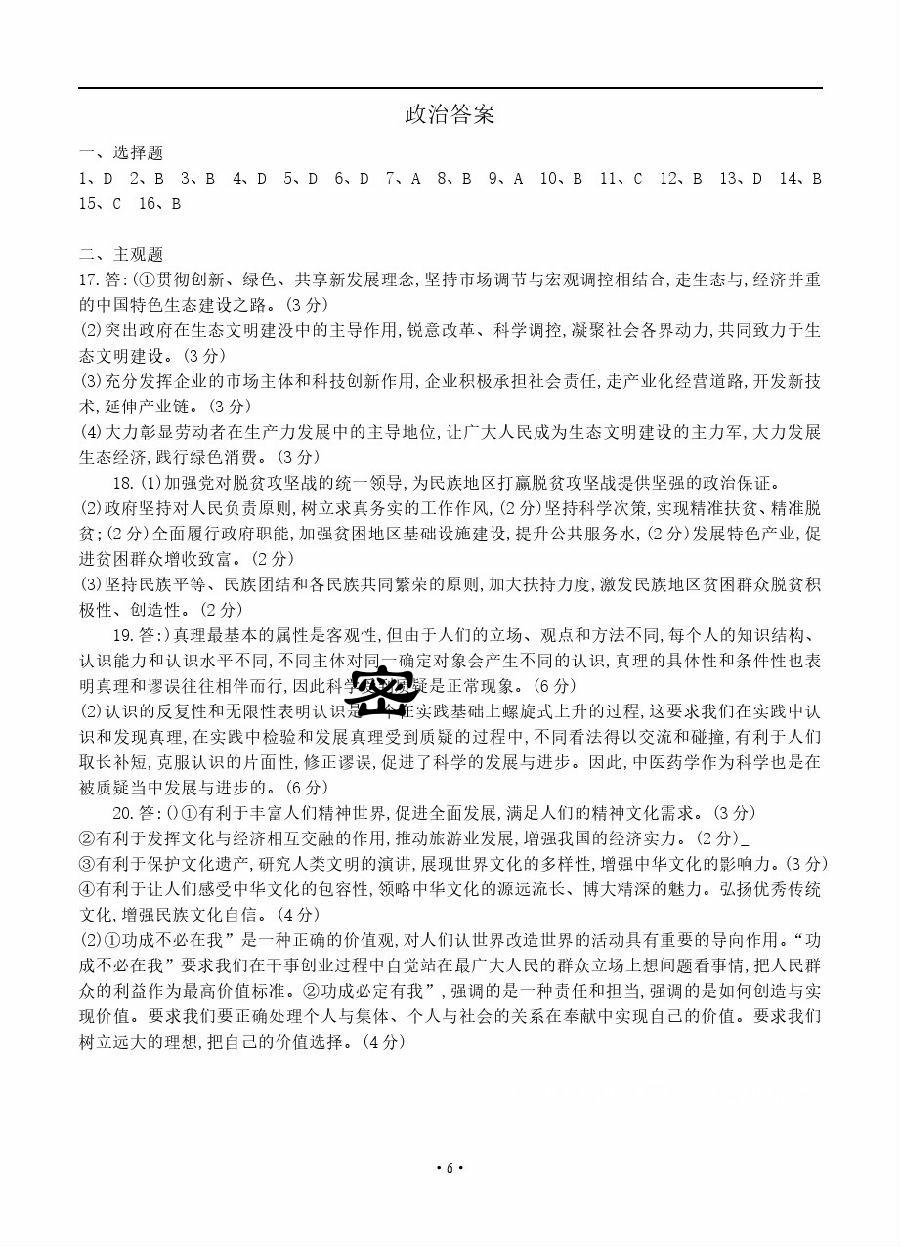 政治答案
一、选择题
1、D 2、B 3、B 4、D 5、D 6、D 7、A 8、B 9、A 10、B 11、C 12、B 13、D 14、B
15、C 16、B
二、主观题
17.答:(①贯彻创新、绿色、共享新发展理念,坚持市场调节与宏观调控相结合,走生态与,经济并重
的中国特色生态建设之路。(3分)
(2)突出政府在生态文明建没中的主导作用,锐意改革、科学调控,凝聚社会各界动力,共同致力于生
态文明建设。(3分)
(3)充分发挥企业的市场主体和科技创新作用,企业积极承担社会责任,走产业化经营道路,开发新技
术,延伸产业链。(3分)
(4)大力彰显劳动者在生产力发展中的主导地位,让广大人民成为生态文明建设的主力军,大力发展
生态经济,践行绿色消费。(3分)
18.(1)加强党对脱贫攻坚战的统一领导,为民族地区打赢脱贫攻坚战提供坚强的政治保证。
(2)政府坚持对人民负责原则,树立求真务实的工作作风,(2分)坚持科学次策,实现精准扶贫、精准脱
贫;(2分)全面履行政府职能,加强贫困地区基础设施建设,提升公共服务水,(2分)发展特色产业,促
进贫困群众增收致富。(2分)
(3)坚持民族平等、民族团结和各民族共同繁荣的原则,加大扶持力度,激发民族地区贫困群众脱贫积
极性、创造性。(2分)
19.答:)真理最基本的属性是客观性,但由于人们的立场、观点和方法不同,每个人的知识结构、
认识能力和认识水平不同,不同主休对同一确定对象会产生不同的认识,真理的具休性和条件性也表
明真理和谬误往往相伴而行,因此科学 疑是正常现象。(6分)
(2)认识的反复性和无限性表明认识是 在实践基础上螺旋式上升的过程,这要求我们在实践中认
识和发现真理,在实践中检验和发展真理受到质疑的过程中,不同看法得以交流和碰撞,有利于人们
取长补短,克服认识的片面性,修正谬误,促进了科学的发展与进步。因此,中医药学作为科学也是在
被质疑当中发展与进步的。(6分)
20.答:()①有利于丰富人们精神世界,促进全面发展,满足人们的精神文化需求。(3分)
②有利于发挥文化与经济相互交融的作用,推动旅游业发展,增强我国的经济实力。(2分)_
③有利于保护文化遗产,研究人类文明的演讲,展现世界文化的多样性,增强中华文化的影响力。(3分)
④有利于让人们感受中华文化的包容性,领略中华文化的源远流长、博大精深的魅力。弘扬优秀传统
文化,增强民族文化自信。(4分)
(2)①功成不必在我”是一种正确的价值观,对人们认世界改造世界的活动具有重要的导向作用。“功
成不必在我”要求我们在干事创业过程中自觉站在最广大人民的群众立场上想间题看事情,把人民群
众的利益作为最高价值标准。②功成必定有我”,强调的是一种责任和担当,强调的是如何创造与实
现价值。要求我们要正确处理个人与集体、个人与社会的关系在奉献中实现自己的价值。要求我们
树立远大的理想,把自己的价值选择。(4分)
密
·6·